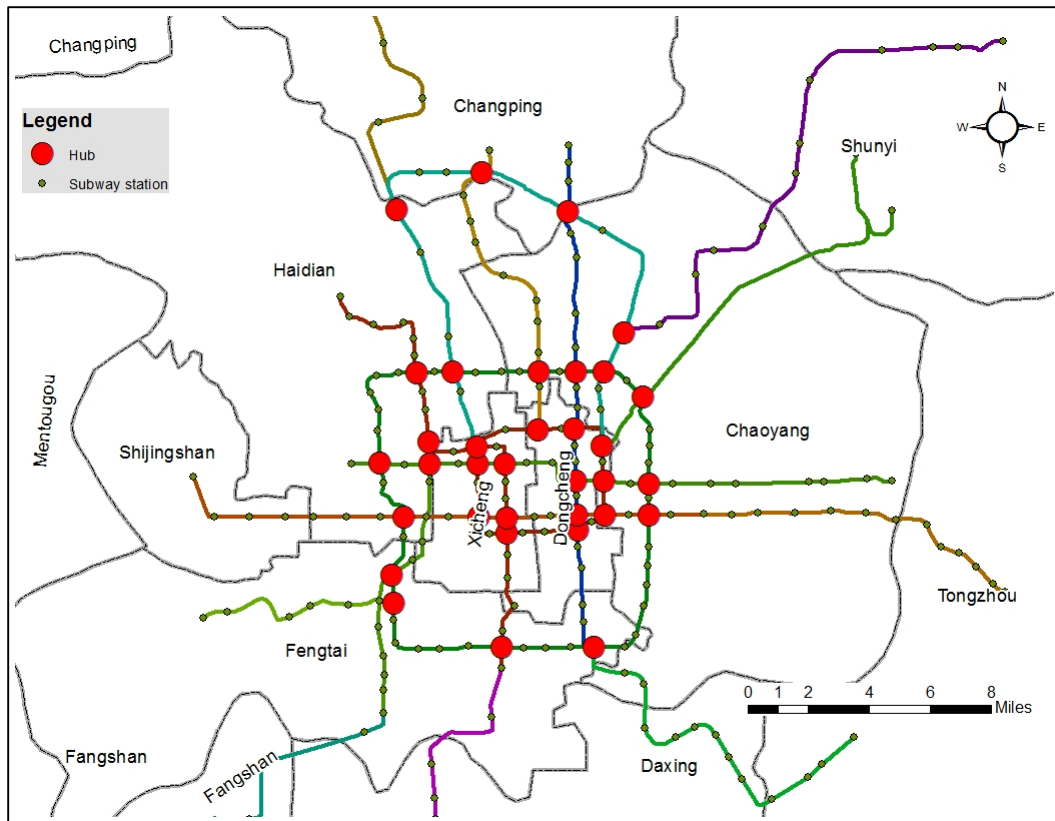 Changping
Legend
Hub
Subway station
Changping
N
W E
S
Shunyi
Haidian
Mentougou
Shijingshan
Chaoyang
Xicheng
Dongcheng
Tongzhou
Fengtai
0 1 2 4 6 8
Miles
Fangshan
Fangshan
Daxing